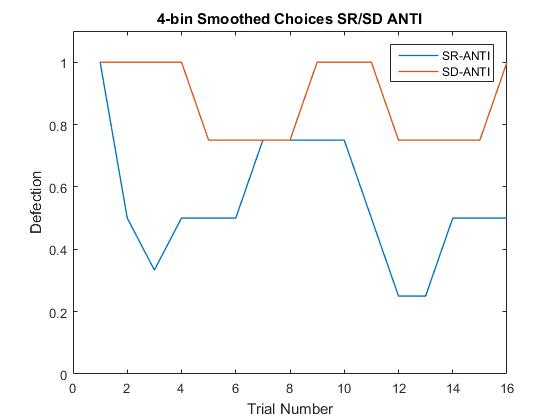 4-bin Smoothed Choices SR/SD ANTI
SR-ANTI
SD-ANTI
1
0.8
0.6
0.4
0.2
0
Defection
0 2 4 6 8 10 12 14 16
Trial Number